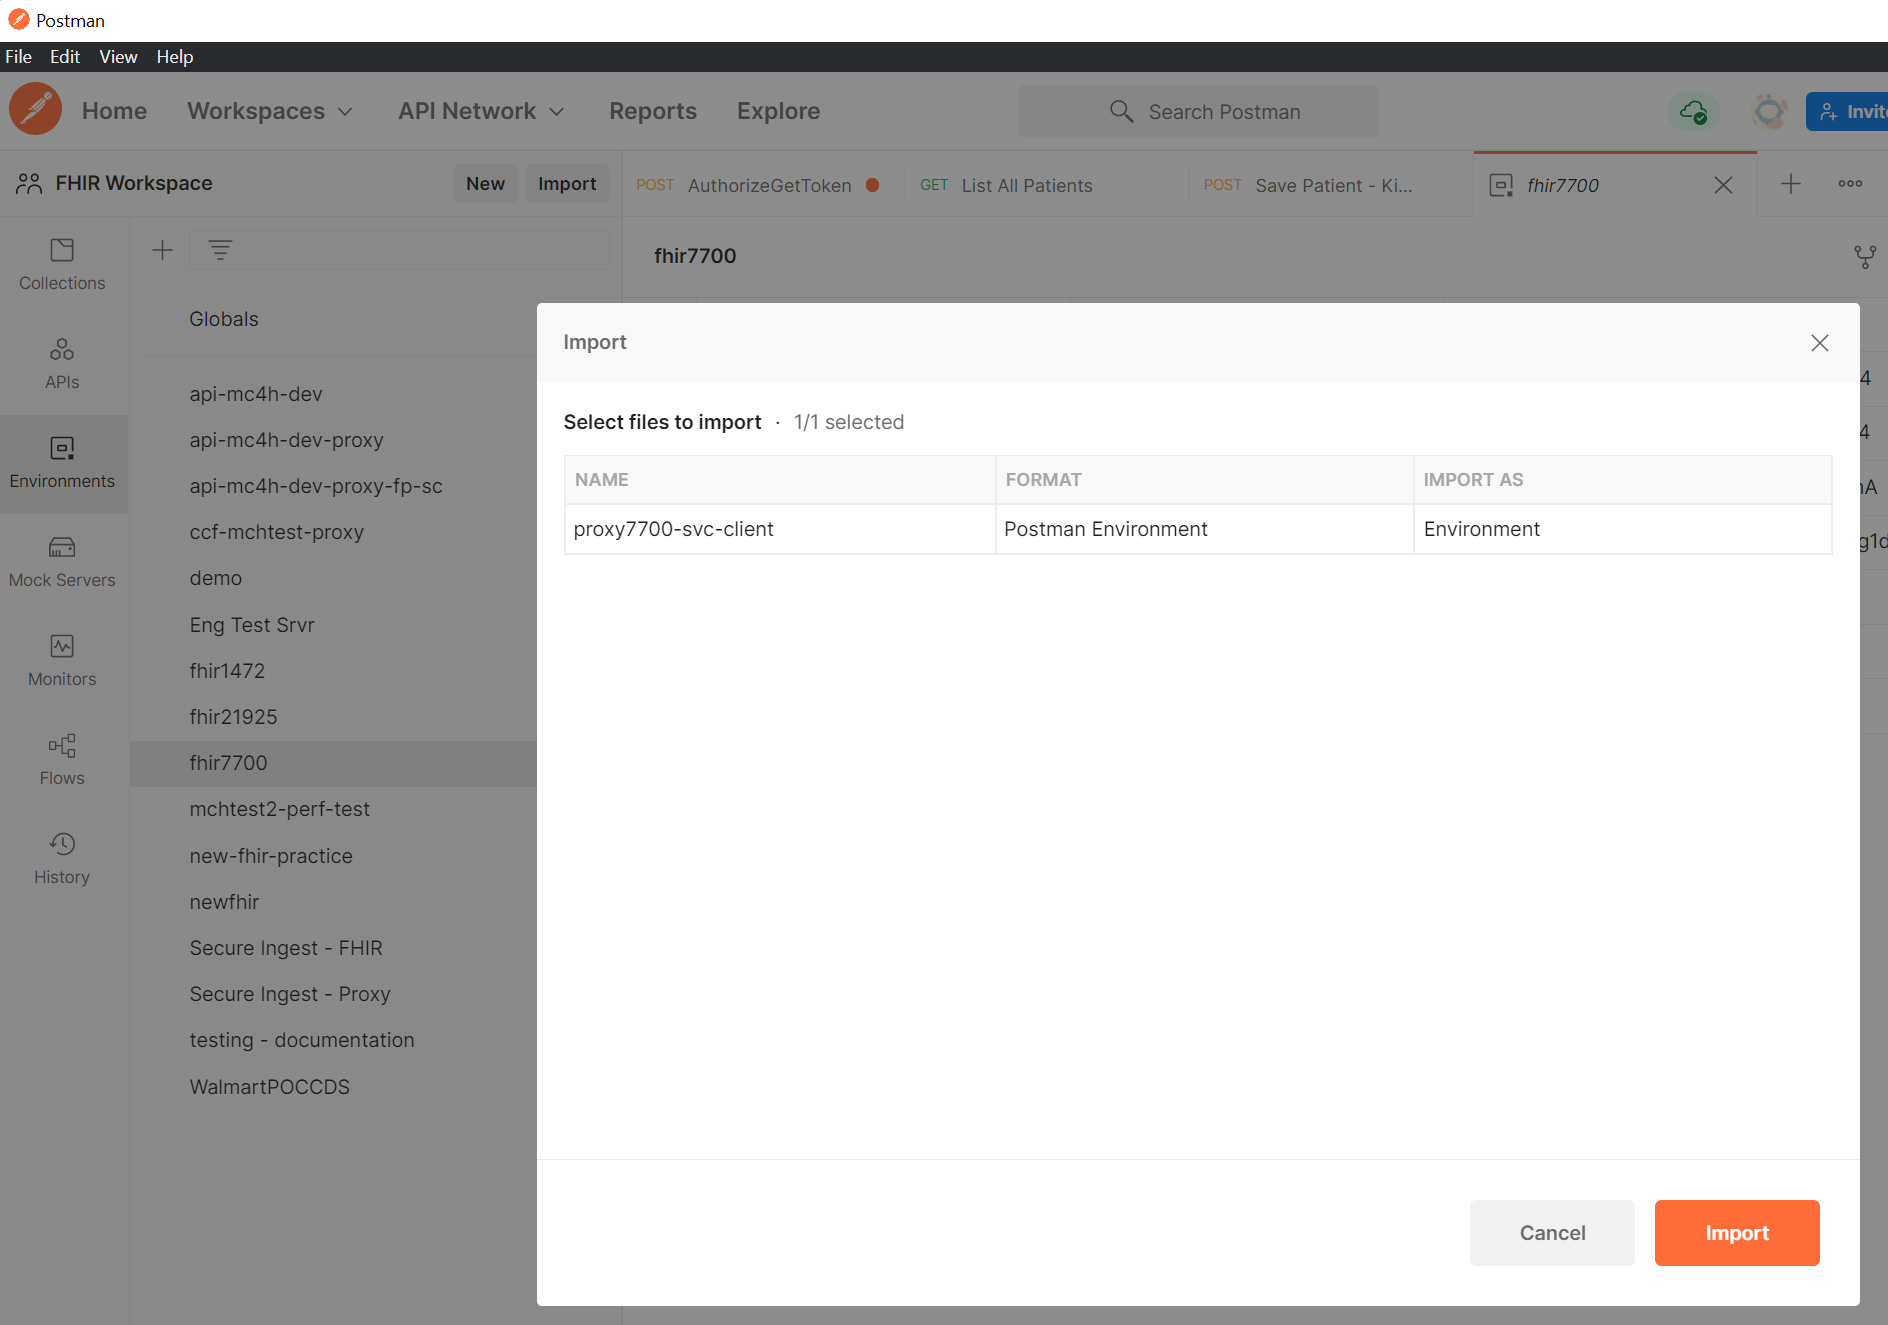 Postman
File Edit View Help
Home Workspaces API Network Reports Explore Search Postman Invite
FHIR Workspace New Import POST AuthorizeGetToken GET List All Patients POST Save Patient - Ki... fhir7700
fhir7700
Collections
APIs
Environments
Mock Servers
Monitors
Flows
History
Globals
api-mc4h-dev
api-mc4h-dev-proxy
api-mc4h-dev-proxy-fp-sc
ccf-mchtest-proxy
demo
Eng Test Srvr
fhir1472
fhir21925
fhir7700
mchtest2-perf-test
new-fhir-practice
newfhir
Secure Ingest - FHIR
Secure Ingest - Proxy
testing - documentation
WalmartPOCCDS
Import
Select files to import · 1/1 selected
NAME FORMAT IMPORT AS
proxy7700-svc-client Postman Environment Environment
Cancel Import
4
4
A
g1d